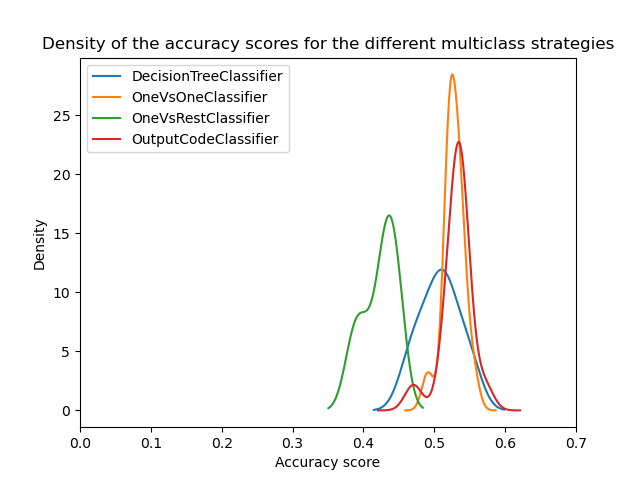 Density of the accuracy scores for the different multiclass strategies
DecisionTreeClassifier
OneVsOneClassifier
OneVsRestClassifier
OutputCodeClassifier
25
20
15
10
5
0
Density
0.0 0.1 0.2 0.3 0.4 0.5 0.6 0.7
Accuracy score